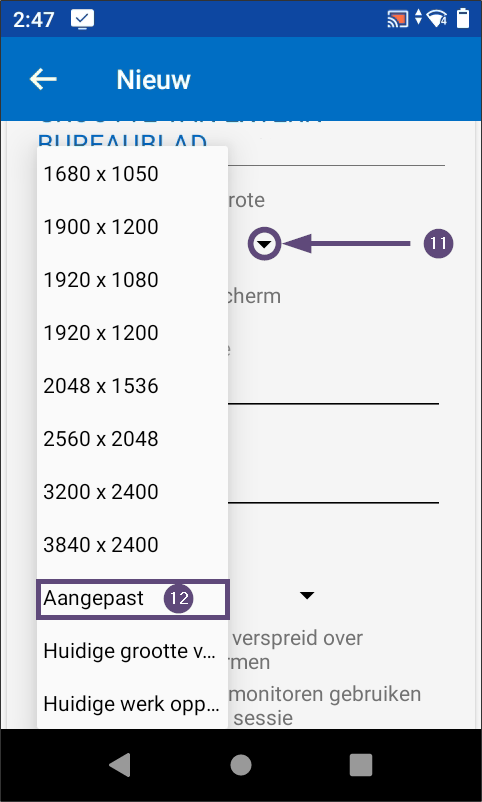 2:47
4
Nieuw
BUREAUBLAD
1680 x 1050
rote
1900 x 1200
11
1920 x 1080
cherm
1920 x 1200
e
2048 x 1536
2560 x 2048
3200 x 2400
3840 x 2400
Aangepast 12
Huidige grootte v...
verspreid over
rmen
Huidige werk opp...
monitoren gebruiken
sessie